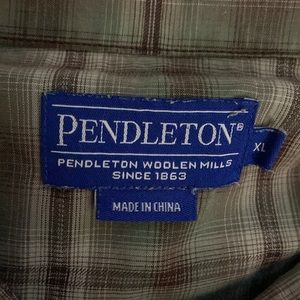 PENDLETON®
PENDLETON WOOLEN MILLS
SINCE 1863
XL
MADE IN CHINA